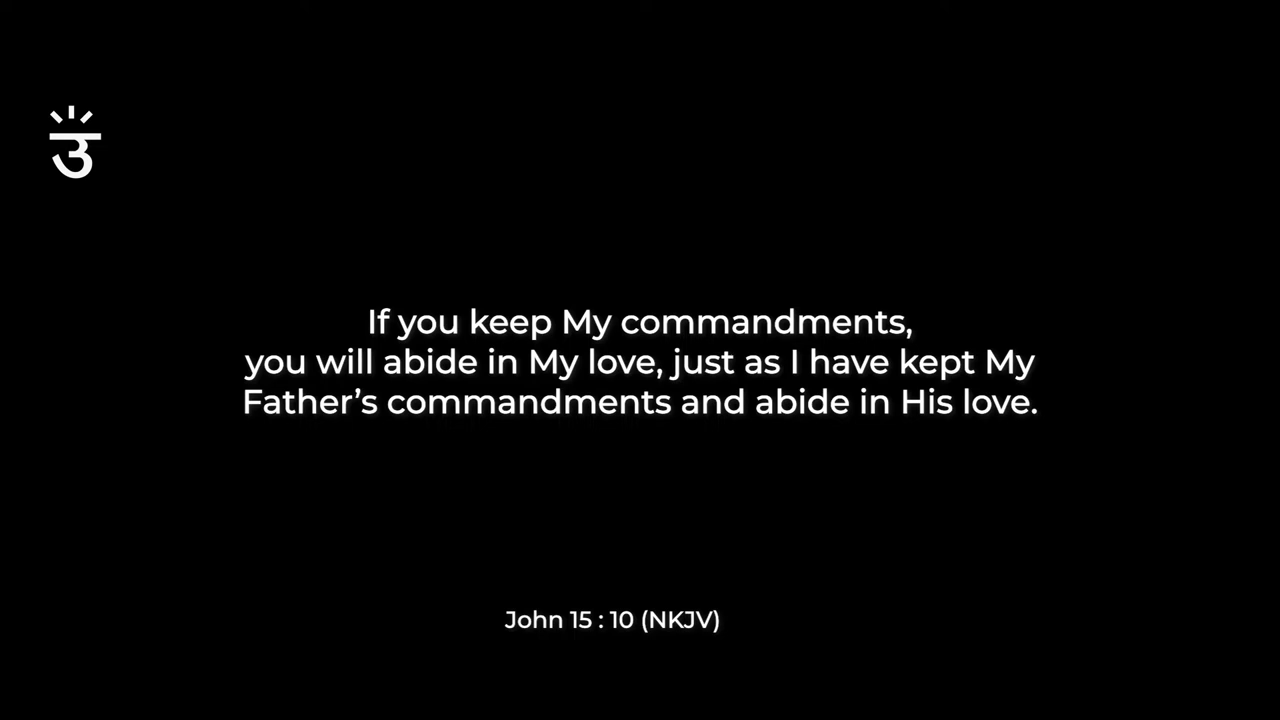 उ
If you keep My commandments,
you will abide in My love, just as I have kept My
Father’s commandments and abide in His love.
John 15 : 10 (NKJV)